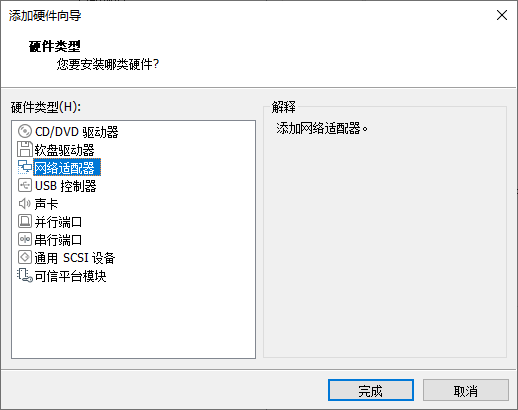 添加硬件向导
硬件类型
您要安装哪类硬件?
硬件类型(H):
CD/DVD 驱动器
软盘驱动器
网络适配器
USB 控制器
声卡
并行端口
串行端口
通用 SCSI 设备
可信平台模块
解释
添加网络适配器。
完成
取消